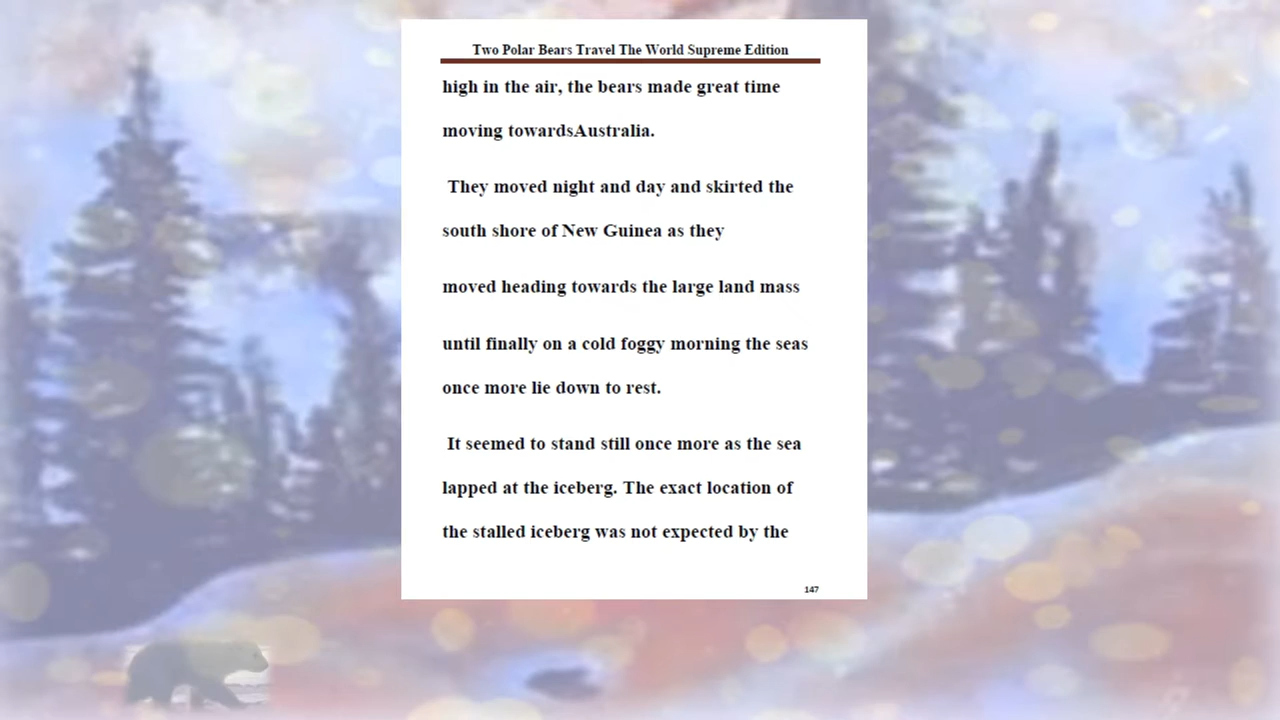 Two Polar Bears Travel The World Supreme Edition
high in the air, the bears made great time
moving towardsAustralia.
They moved night and day and skirted the
south shore of New Guinea as they
moved heading towards the large land mass
until finally on a cold foggy morning the seas
once more lie down to rest.
It seemed to stand still once more as the sea
lapped at the iceberg. The exact location of
the stalled iceberg was not expected by the
147